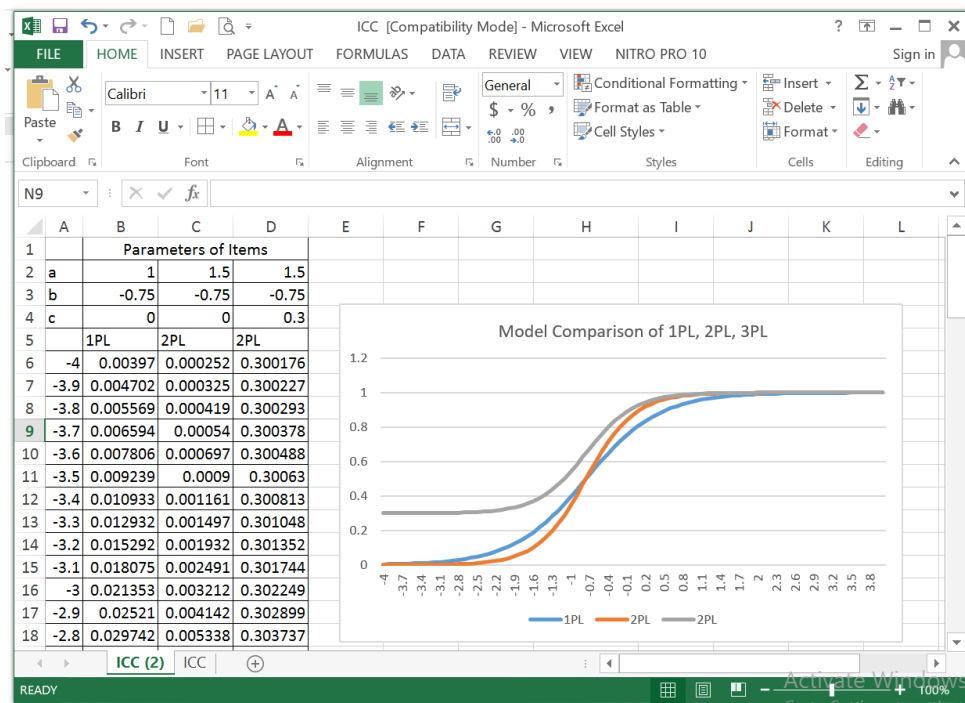 ICC [Compatibility Mode] - Microsoft Excel
FILE HOME INSERT PAGE LAYOUT FORMULAS DATA REVIEW VIEW NITRO PRO 10 Sign in
Calibri 11 General Conditional Formatting Insert
Format as Table Delete
Paste B I U $ % , Cell Styles Format
Clipboard Font Alignment Number Styles Cells Editing
N9 fx
A B C D E F G H I J K L
1 Parameters of Items
2 a 1 1.5 1.5
3 b -0.75 -0.75 -0.75
4 c 0 0 0.3
5 1PL 2PL 2PL
6 -4 0.00397 0.000252 0.300176
7 -3.9 0.004702 0.000325 0.300227
8 -3.8 0.005569 0.000419 0.300293
9 -3.7 0.006594 0.00054 0.300378
10 -3.6 0.007806 0.000697 0.300488
11 -3.5 0.009239 0.0009 0.30063
12 -3.4 0.010933 0.001161 0.300813
13 -3.3 0.012932 0.001497 0.301048
14 -3.2 0.015292 0.001932 0.301352
15 -3.1 0.018075 0.002491 0.301744
16 -3 0.021353 0.003212 0.302249
17 -2.9 0.02521 0.004142 0.302899
18 -2.8 0.029742 0.005338 0.303737
Model Comparison of 1PL, 2PL, 3PL
1.2
1
0.8
0.6
0.4
0.2
0
-4 -3.7 -3.4 -3.1 -2.8 -2.5 -2.2 -1.9 -1.6 -1.3 -1 -0.7 -0.4 -0.1 0.2 0.5 0.8 1.1 1.4 1.7 2 2.3 2.6 2.9 3.2 3.5 3.8
1PL 2PL 2PL
ICC (2) ICC
Activate Windows
READY 100%